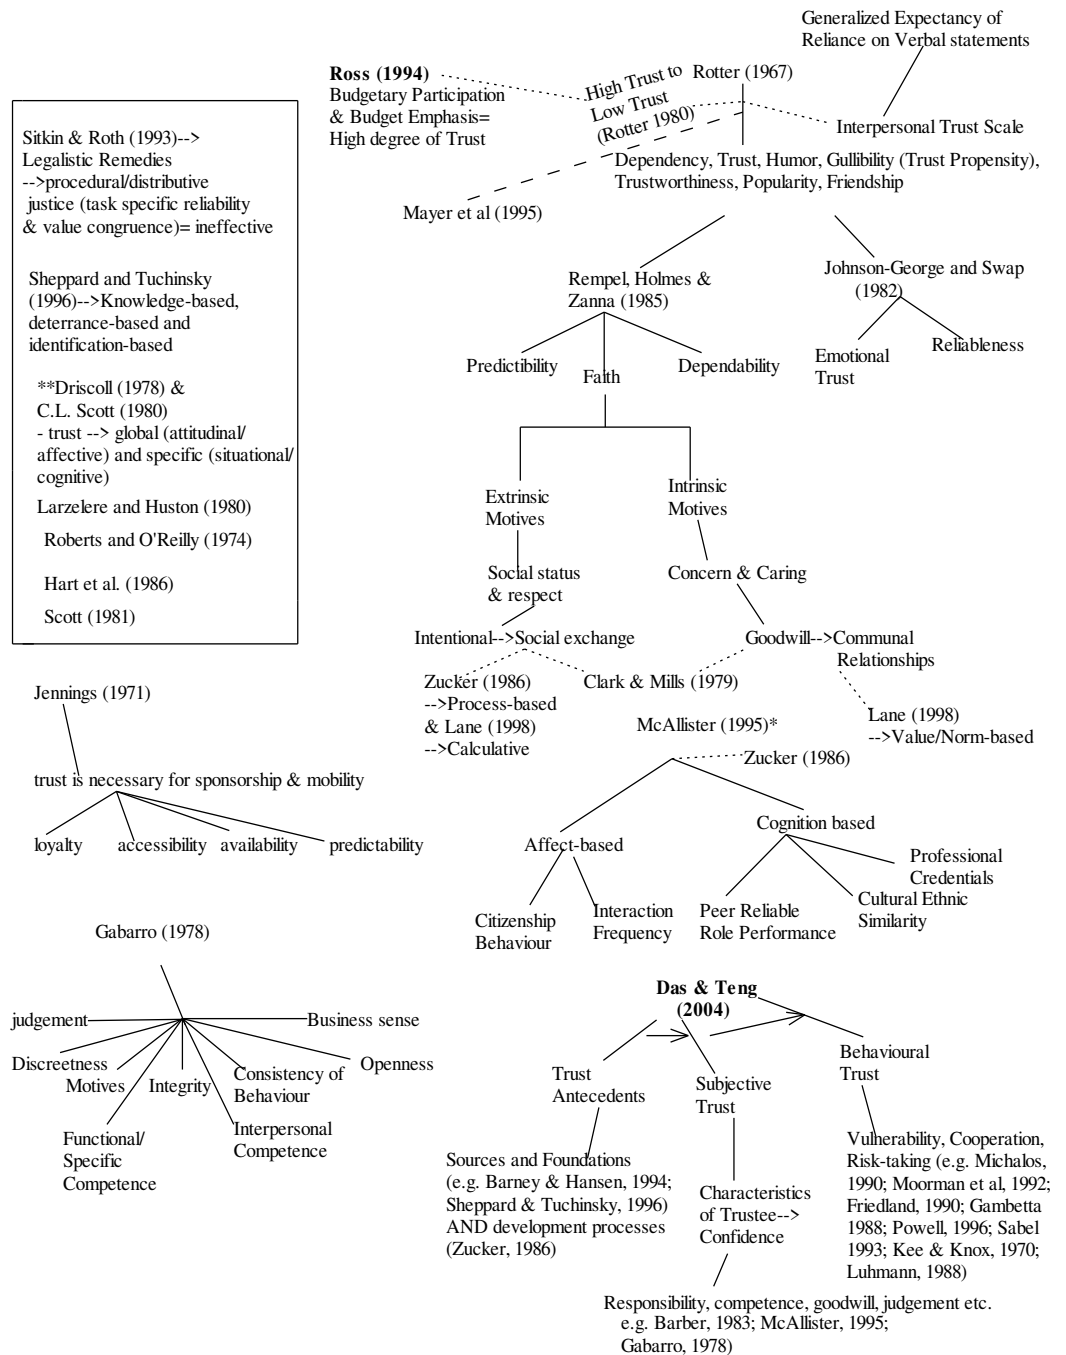 Generalized Expectancy of
Reliance on Verbal statements
Ross (1994)
Budgetary Participation
& Budget Emphasis=
High degree of Trust
High Trust to
Low Trust
(Rotter 1980)
Rotter (1967)
Interpersonal Trust Scale
Dependency, Trust, Humor, Gullibility (Trust Propensity),
Trustworthiness, Popularity, Friendship
Mayer et al (1995)
Sitkin & Roth (1993)-->
Legalistic Remedies
-->procedural/distributive
justice (task specific reliability
& value congruence)= ineffective
Sheppard and Tuchinsky
(1996)-->Knowledge-based,
deterrance-based and
identification-based
**Driscoll (1978) &
C.L. Scott (1980)
- trust --> global (attitudinal/
affective) and specific (situational/
cognitive)
Larzelere and Huston (1980)
Roberts and O'Reilly (1974)
Hart et al. (1986)
Scott (1981)
Rempel, Holmes &
Zanna (1985)
Johnson-George and Swap
(1982)
Predictibility
Faith
Dependability
Emotional
Trust
Reliableness
Extrinsic
Motives
Intrinsic
Motives
Social status
& respect
Concern & Caring
Intentional-->Social exchange
Goodwill-->Communal
Relationships
Zucker (1986)
-->Process-based
& Lane (1998)
-->Calculative
Clark & Mills (1979)
Lane (1998)
-->Value/Norm-based
McAllister (1995)*
Zucker (1986)
Affect-based
Cognition based
Citizenship
Behaviour
Interaction
Frequency
Peer Reliable
Role Performance
Cultural Ethnic
Similarity
Professional
Credentials
Jennings (1971)
trust is necessary for sponsorship & mobility
loyalty
accessibility
availability
predictability
Gabarro (1978)
judgement
Business sense
Discreetness
Motives
Integrity
Consistency of
Behaviour
Openness
Functional/
Specific
Competence
Interpersonal
Competence
Das & Teng
(2004)
Trust
Antecedents
Subjective
Trust
Behavioural
Trust
Sources and Foundations
(e.g. Barney & Hansen, 1994;
Sheppard & Tuchinsky, 1996)
AND development processes
(Zucker, 1986)
Characteristics
of Trustee-->
Confidence
Vulnerability, Cooperation,
Risk-taking (e.g. Michalos,
1990; Moorman et al, 1992;
Friedland, 1990; Gambetta
1988; Powell, 1996; Sabel
1993; Kee & Knox, 1970;
Luhmann, 1988)
Responsibility, competence, goodwill, judgement etc.
e.g. Barber, 1983; McAllister, 1995;
Gabarro, 1978)